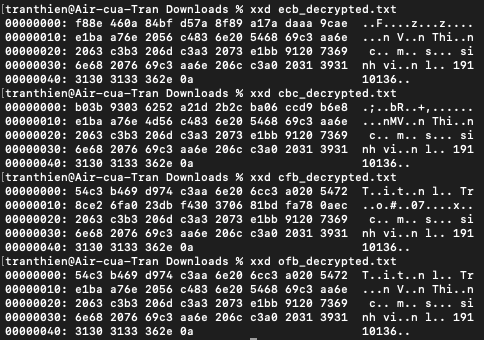 [tranthien@Air-cua-Tran Downloads % xxd ecb_decrypted.txt
00000000: f88e 460a 84bf d57a 8f89 a17a daaa 9cae  ..F....z...z....
00000010: e1ba a76e 2056 c483 6e20 5468 69c3 aa6e  ...n V..n Thi..n
00000020: 2063 c3b3 206d c3a3 2073 e1bb 9120 7369   c.. m.. s... si
00000030: 6e68 2076 69c3 aa6e 206c c3a0 2031 3931  nh vi..n l.. 191
00000040: 3130 3133 362e 0a                        10136..
[tranthien@Air-cua-Tran Downloads % xxd cbc_decrypted.txt
00000000: b03b 9303 6252 a21d 2b2c ba06 ccd9 b6e8  .;..bR..+,......
00000010: e1ba a76e 4d56 c483 6e20 5468 69c3 aa6e  ...nMV..n Thi..n
00000020: 2063 c3b3 206d c3a3 2073 e1bb 9120 7369   c.. m.. s... si
00000030: 6e68 2076 69c3 aa6e 206c c3a0 2031 3931  nh vi..n l.. 191
00000040: 3130 3133 362e 0a                        10136..
[tranthien@Air-cua-Tran Downloads % xxd cfb_decrypted.txt
00000000: 54c3 b469 d974 c3aa 6e20 6cc3 a020 5472  T..i.t..n l.. Tr
00000010: 8ce2 6fa0 23db f430 3706 81bd fa78 0aec  ..o.#..07....x..
00000020: 2063 c3b3 206d c3a3 2073 e1bb 9120 7369   c.. m.. s... si
00000030: 6e68 2076 69c3 aa6e 206c c3a0 2031 3931  nh vi..n l.. 191
00000040: 3130 3133 362e 0a                        10136..
[tranthien@Air-cua-Tran Downloads % xxd ofb_decrypted.txt
00000000: 54c3 b469 d974 c3aa 6e20 6cc3 a020 5472  T..i.t..n l.. Tr
00000010: e1ba a76e 2056 c483 6e20 5468 69c3 aa6e  ...n V..n Thi..n
00000020: 2063 c3b3 206d c3a3 2073 e1bb 9120 7369   c.. m.. s... si
00000030: 6e68 2076 69c3 aa6e 206c c3a0 2031 3931  nh vi..n l.. 191
00000040: 3130 3133 362e 0a                        10136..